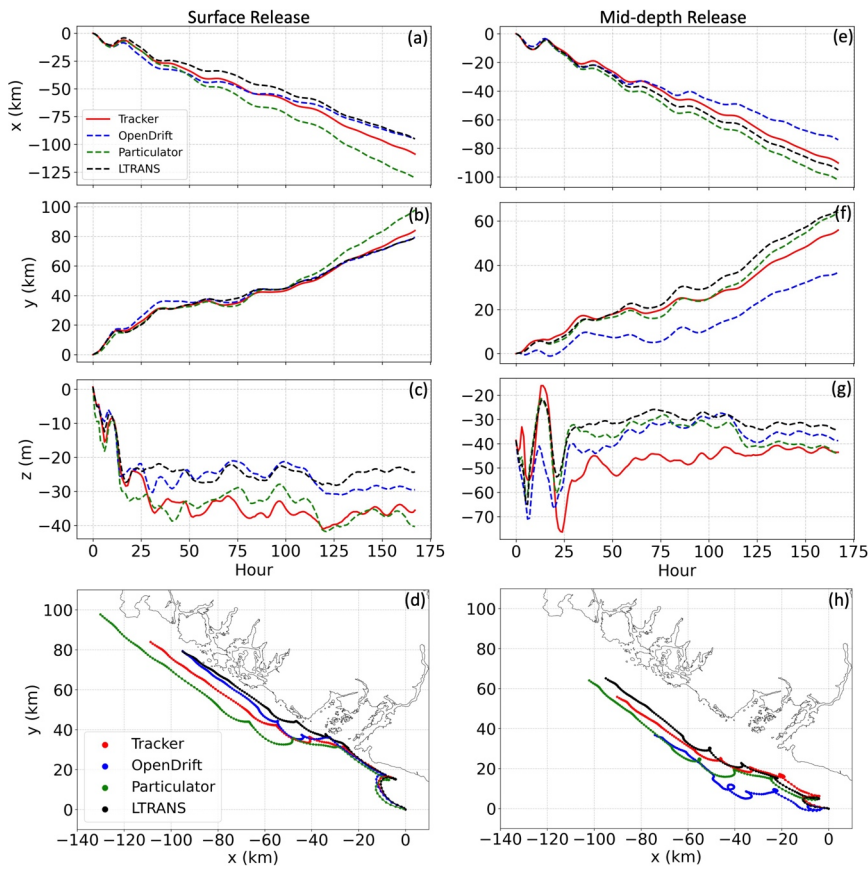 Surface Release
Mid-depth Release
(a)
x (km)
0
−25
−50
−75
−100
−125
Tracker
OpenDrift
Particulator
LTRANS
(e)
x (km)
0
−20
−40
−60
−80
−100
(b)
y (km)
100
80
60
40
20
0
(f)
y (km)
60
40
20
0
(c)
z (m)
0
−10
−20
−30
−40
0 25 50 75 100 125 150 175
Hour
(g)
z (m)
−20
−30
−40
−50
−60
−70
0 25 50 75 100 125 150 175
Hour
(d)
y (km)
100
80
60
40
20
0
Tracker
OpenDrift
Particulator
LTRANS
−140 −120 −100 −80 −60 −40 −20 0
x (km)
(h)
y (km)
100
80
60
40
20
0
−140 −120 −100 −80 −60 −40 −20 0
x (km)